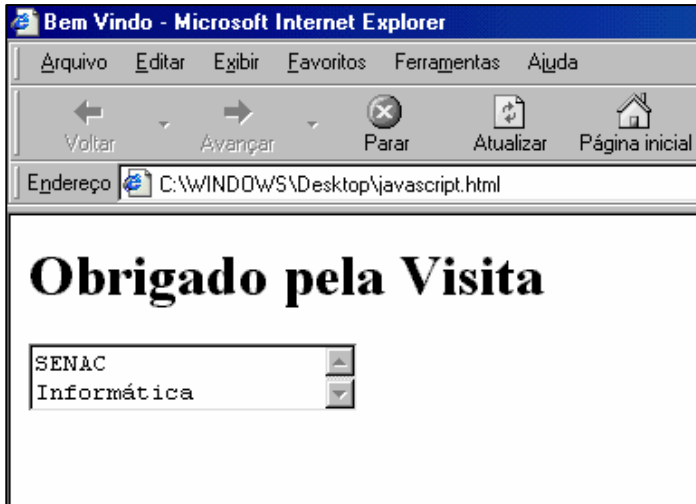 Bem Vindo - Microsoft Internet Explorer
Arquivo Editar Exibir Favoritos Ferramentas Ajuda
Voltar Avançar Parar Atualizar Página inicial
Endereço C:\WINDOWS\Desktop\javascript.html
Obrigado pela Visita
SENAC
Informática